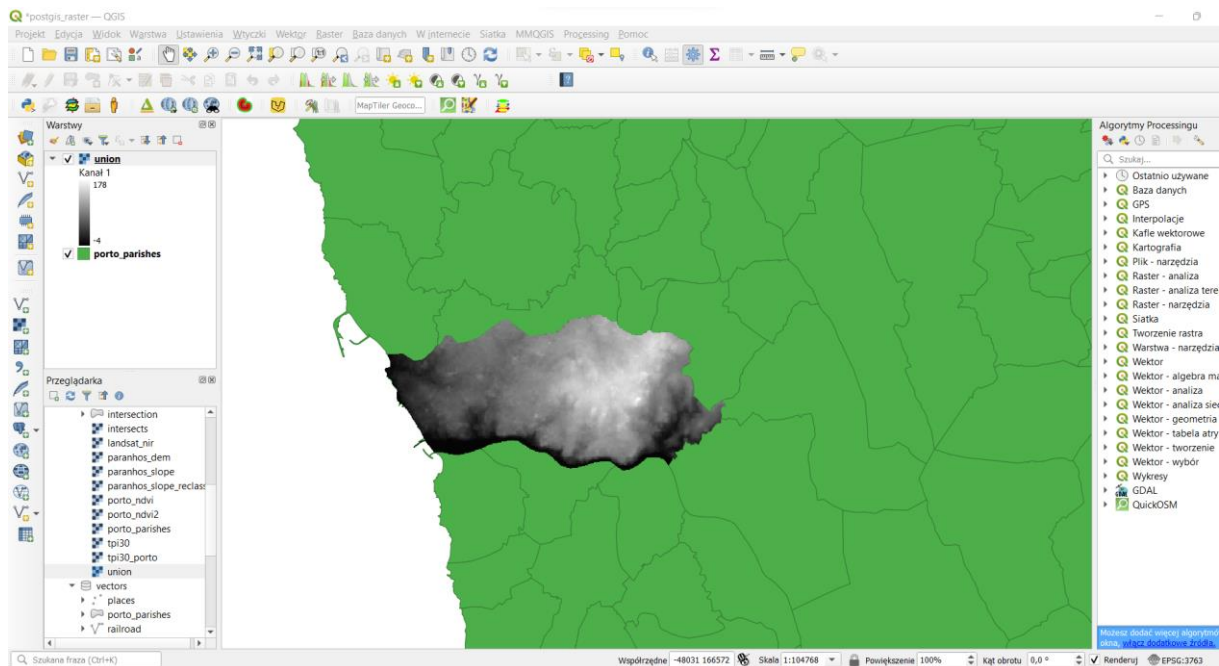 *postgis_raster — QGIS
Projekt Edycja Widok Warstwa Ustawienia Wtyczki Wektor Raster Baza danych W internecie Siatka MMQGIS Processing Pomoc
MapTiler Geoco...
Warstwy
union
Kanał 1
178
-4
porto_parishes
Przeglądarka
intersection
intersects
landsat_nir
paranhos_dem
paranhos_slope
paranhos_slope_reclass
porto_ndvi
porto_ndvi2
porto_parishes
tpi30
tpi30_porto
union
vectors
places
porto_parishes
railroad
Algorytmy Processingu
Szukaj...
Ostatnio używane
Baza danych
GPS
Interpolacje
Kafle wektorowe
Kartografia
Plik - narzędzia
Raster - analiza
Raster - analiza tere
Raster - narzędzia
Siatka
Tworzenie rastra
Warstwa - narzędzia
Wektor
Wektor - algebra ma
Wektor - analiza
Wektor - analiza siec
Wektor - geometria
Wektor - tabela atry
Wektor - tworzenie
Wektor - wybór
Wykresy
GDAL
QuickOSM
Możesz dodać więcej algorytmó
okna, włącz dodatkowe źródła.
Szukana fraza (Ctrl+K)
Współrzędne -48031 166572 Skala 1:104768 Powiększenie 100% Kąt obrotu 0,0 ° Renderuj EPSG:3763